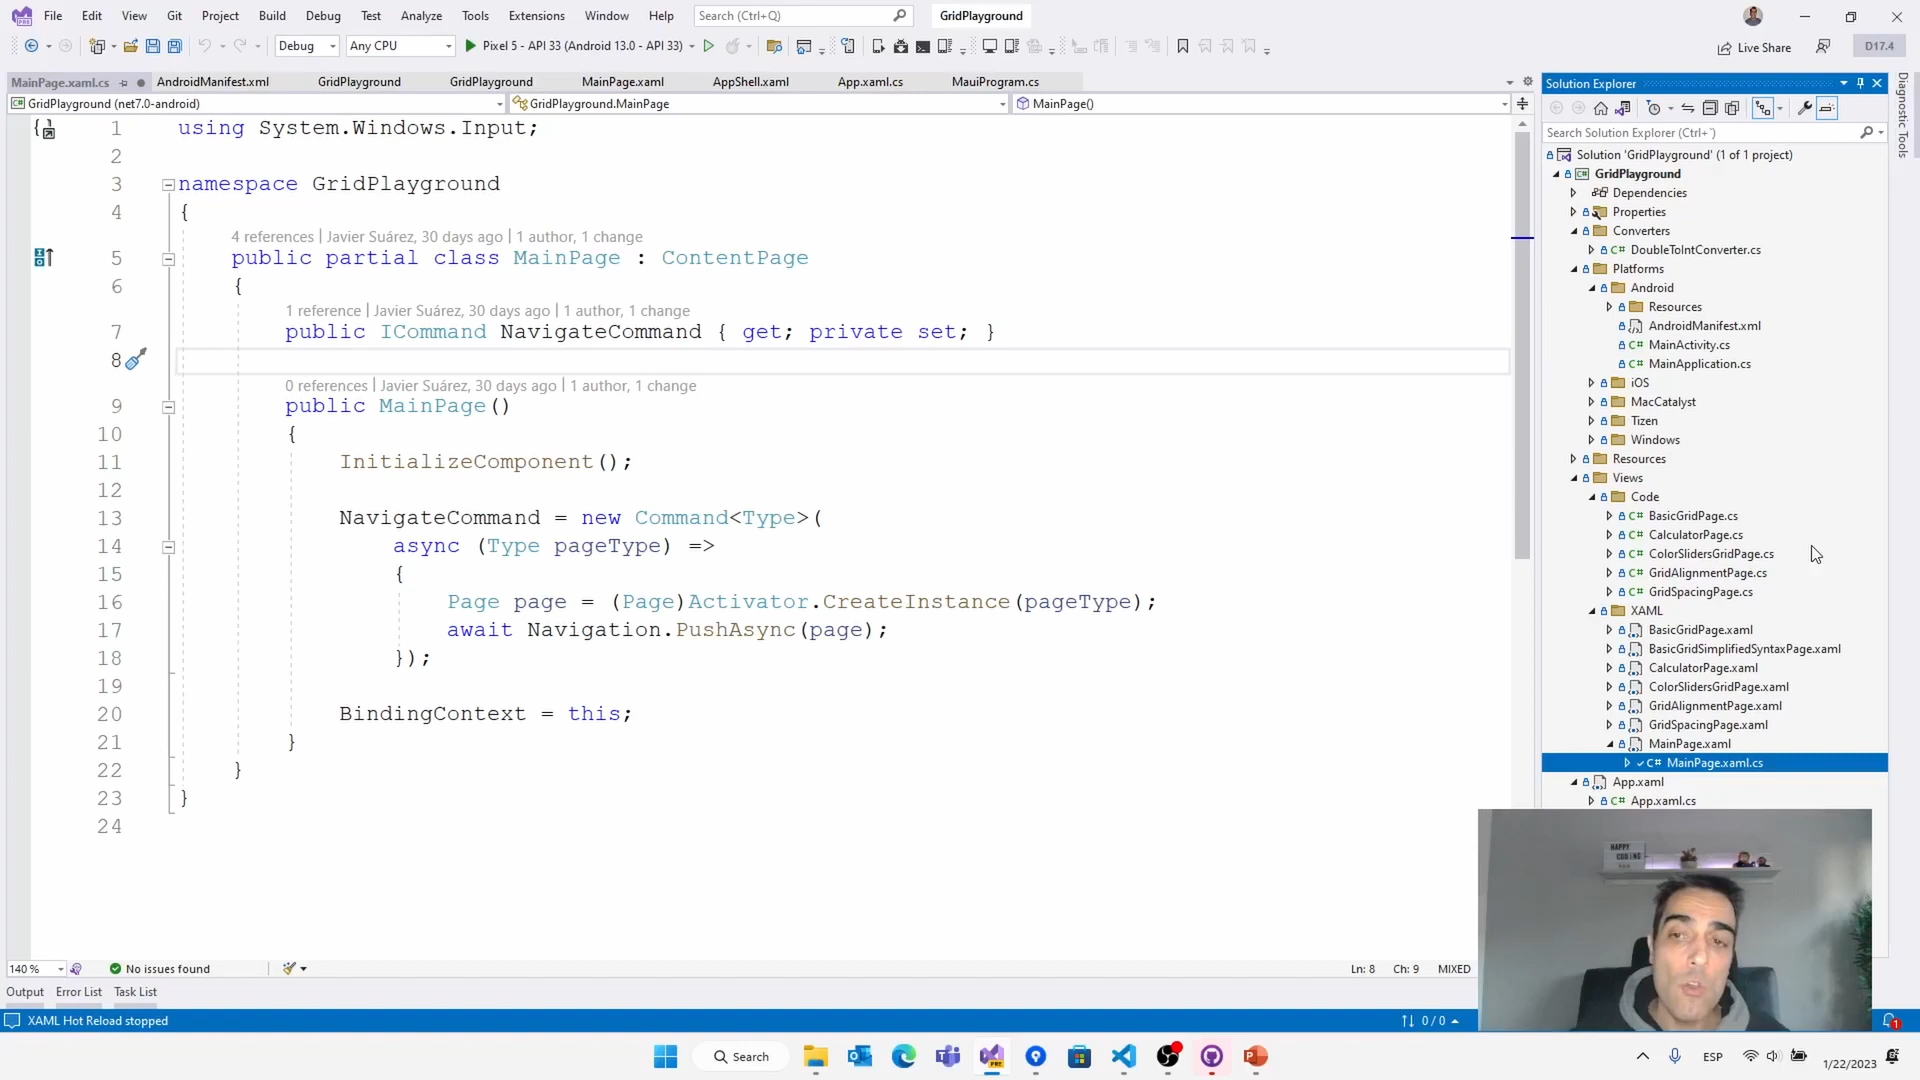 File Edit View Git Project Build Debug Test Analyze Tools Extensions Window Help Search (Ctrl+Q) GridPlayground
Debug Any CPU Pixel 5 - API 33 (Android 13.0 - API 33) Live Share D17.4
MainPage.xaml.cs AndroidManifest.xml GridPlayground GridPlayground MainPage.xaml AppShell.xaml App.xaml.cs MauiProgram.cs
GridPlayground (net7.0-android) GridPlayground.MainPage MainPage()
1 using System.Windows.Input;
2
3 namespace GridPlayground
4 {
4 references | Javier Suárez, 30 days ago | 1 author, 1 change
5 public partial class MainPage : ContentPage
6 {
1 reference | Javier Suárez, 30 days ago | 1 author, 1 change
7 public ICommand NavigateCommand { get; private set; }
8
0 references | Javier Suárez, 30 days ago | 1 author, 1 change
9 public MainPage()
10 {
11 InitializeComponent();
12
13 NavigateCommand = new Command<Type>(
14 async (Type pageType) =>
15 {
16 Page page = (Page)Activator.CreateInstance(pageType);
17 await Navigation.PushAsync(page);
18 });
19
20 BindingContext = this;
21 }
22 }
23 }
24
140 % No issues found Ln: 8 Ch: 9 MIXED
Output Error List Task List
XAML Hot Reload stopped 0 / 0 1
Solution Explorer
Search Solution Explorer (Ctrl+¨)
Solution 'GridPlayground' (1 of 1 project)
C# GridPlayground
Dependencies
Properties
Converters
C# DoubleToIntConverter.cs
Platforms
Android
Resources
AndroidManifest.xml
C# MainActivity.cs
C# MainApplication.cs
iOS
MacCatalyst
Tizen
Windows
Resources
Views
Code
C# BasicGridPage.cs
C# CalculatorPage.cs
C# ColorSlidersGridPage.cs
C# GridAlignmentPage.cs
C# GridSpacingPage.cs
XAML
BasicGridPage.xaml
BasicGridSimplifiedSyntaxPage.xaml
CalculatorPage.xaml
ColorSlidersGridPage.xaml
GridAlignmentPage.xaml
GridSpacingPage.xaml
MainPage.xaml
C# MainPage.xaml.cs
App.xaml
C# App.xaml.cs
Diagnostic Tools
HAPPY
CODING
Search ESP 1/22/2023